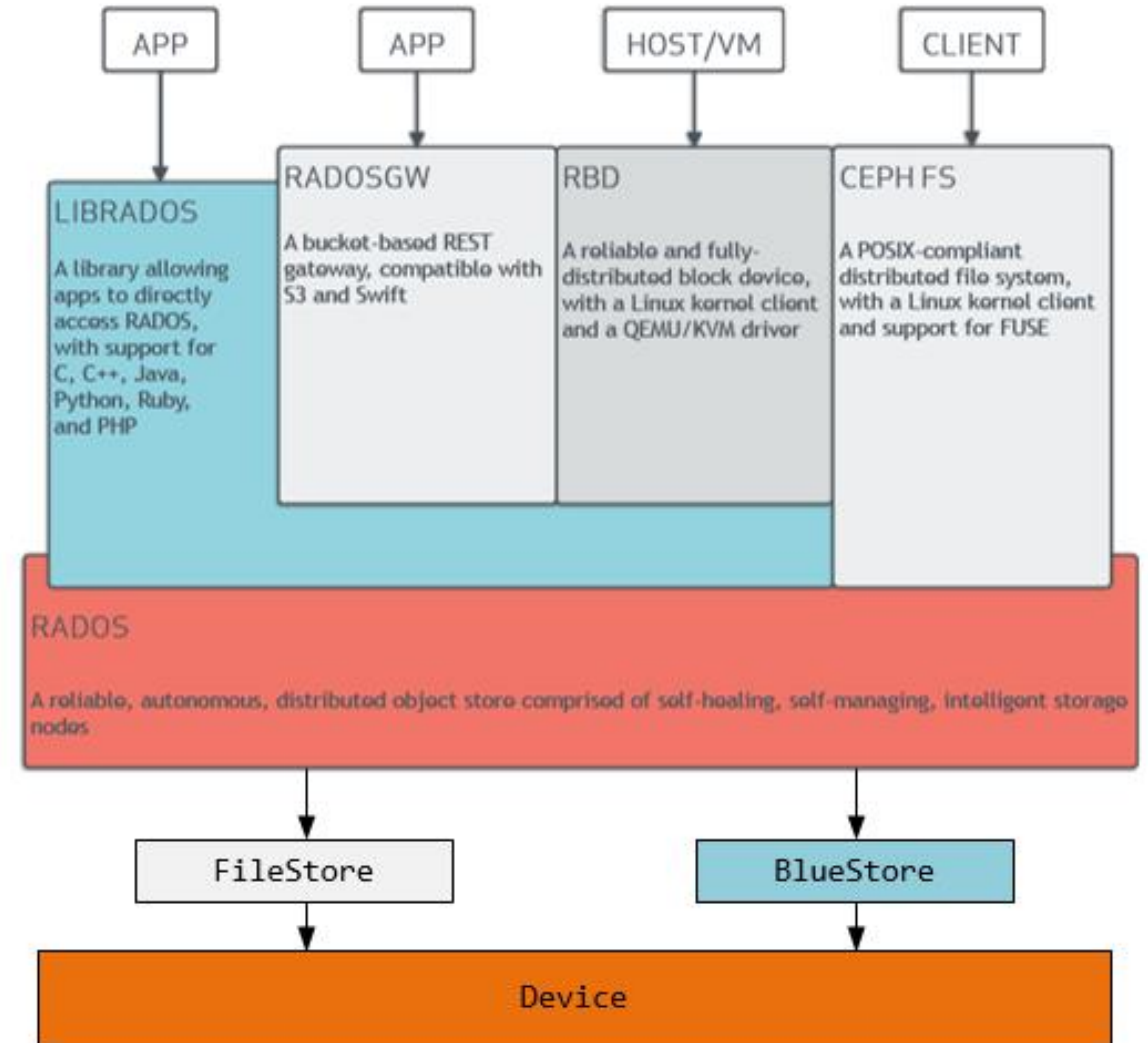 APP
APP
HOST/VM
CLIENT
LIBRADOS
A library allowing
apps to directly
access RADOS,
with support for
C, C++, Java,
Python, Ruby,
and PHP
RADOSGW
A bucket-based REST
gateway, compatible with
S3 and Swift
RBD
A reliable and fully-
distributed block device,
with a Linux kernel client
and a QEMU/KVM driver
CEPH FS
A POSIX-compliant
distributed file system,
with a Linux kernel client
and support for FUSE
RADOS
A reliable, autonomous, distributed object store comprised of self-healing, self-managing, intelligent storage
nodes
FileStore
BlueStore
Device